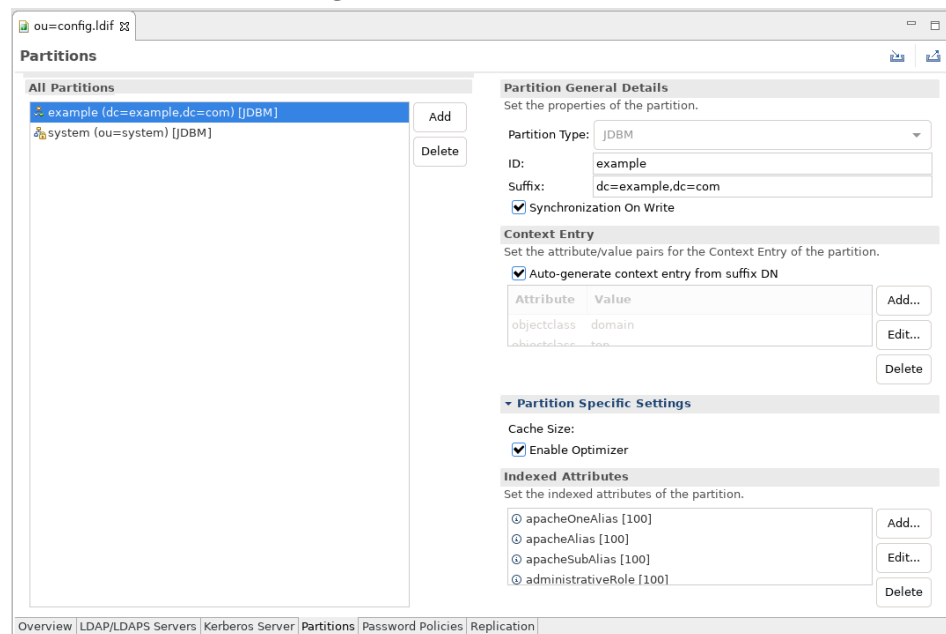 ou=config.ldif
Partitions
All Partitions
example (dc=example,dc=com) [JDBM]
system (ou=system) [JDBM]
Add
Delete
Partition General Details
Set the properties of the partition.
Partition Type: JDBM
ID: example
Suffix: dc=example,dc=com
Synchronization On Write
Context Entry
Set the attribute/value pairs for the Context Entry of the partition.
Auto-generate context entry from suffix DN
Attribute Value
objectclass domain
objectclass top
Add...
Edit...
Delete
Partition Specific Settings
Cache Size:
Enable Optimizer
Indexed Attributes
Set the indexed attributes of the partition.
apacheOneAlias [100]
apacheAlias [100]
apacheSubAlias [100]
administrativeRole [100]
Add...
Edit...
Delete
Overview LDAP/LDAPS Servers Kerberos Server Partitions Password Policies Replication